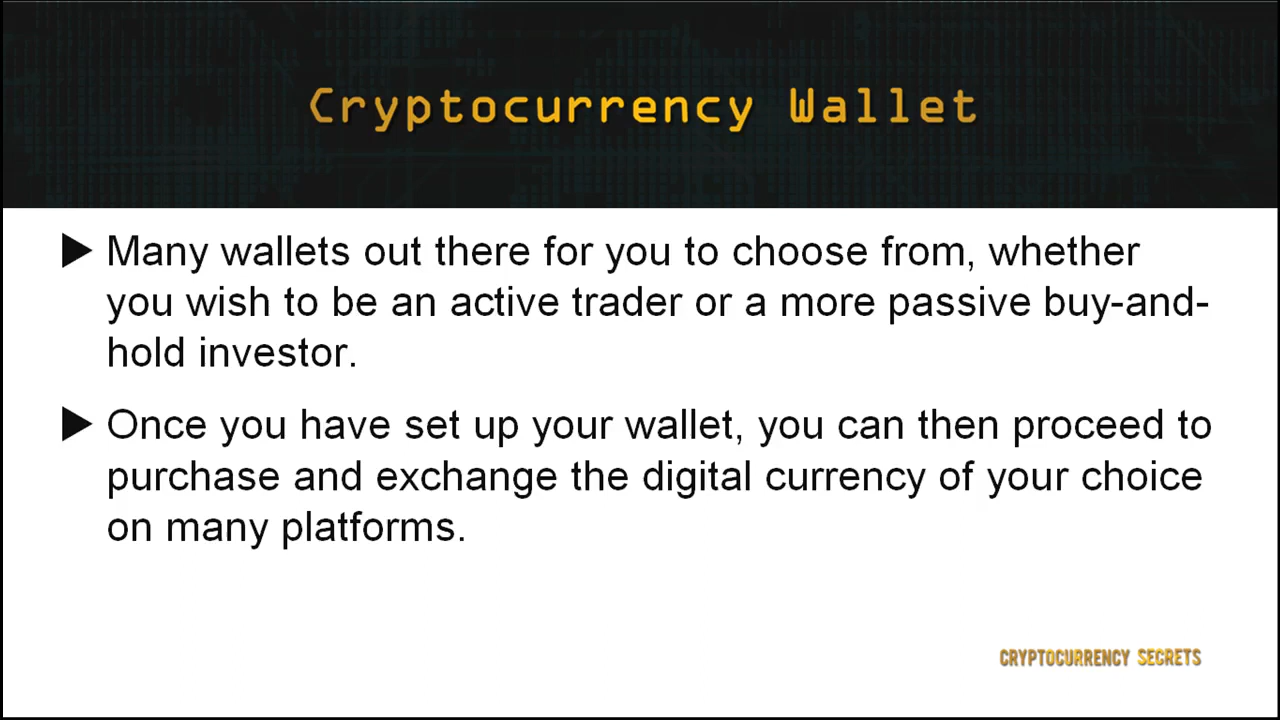 Cryptocurrency Wallet
Many wallets out there for you to choose from, whether
you wish to be an active trader or a more passive buy-and-
hold investor.
Once you have set up your wallet, you can then proceed to
purchase and exchange the digital currency of your choice
on many platforms.
CRYPTOCURRENCY SECRETS